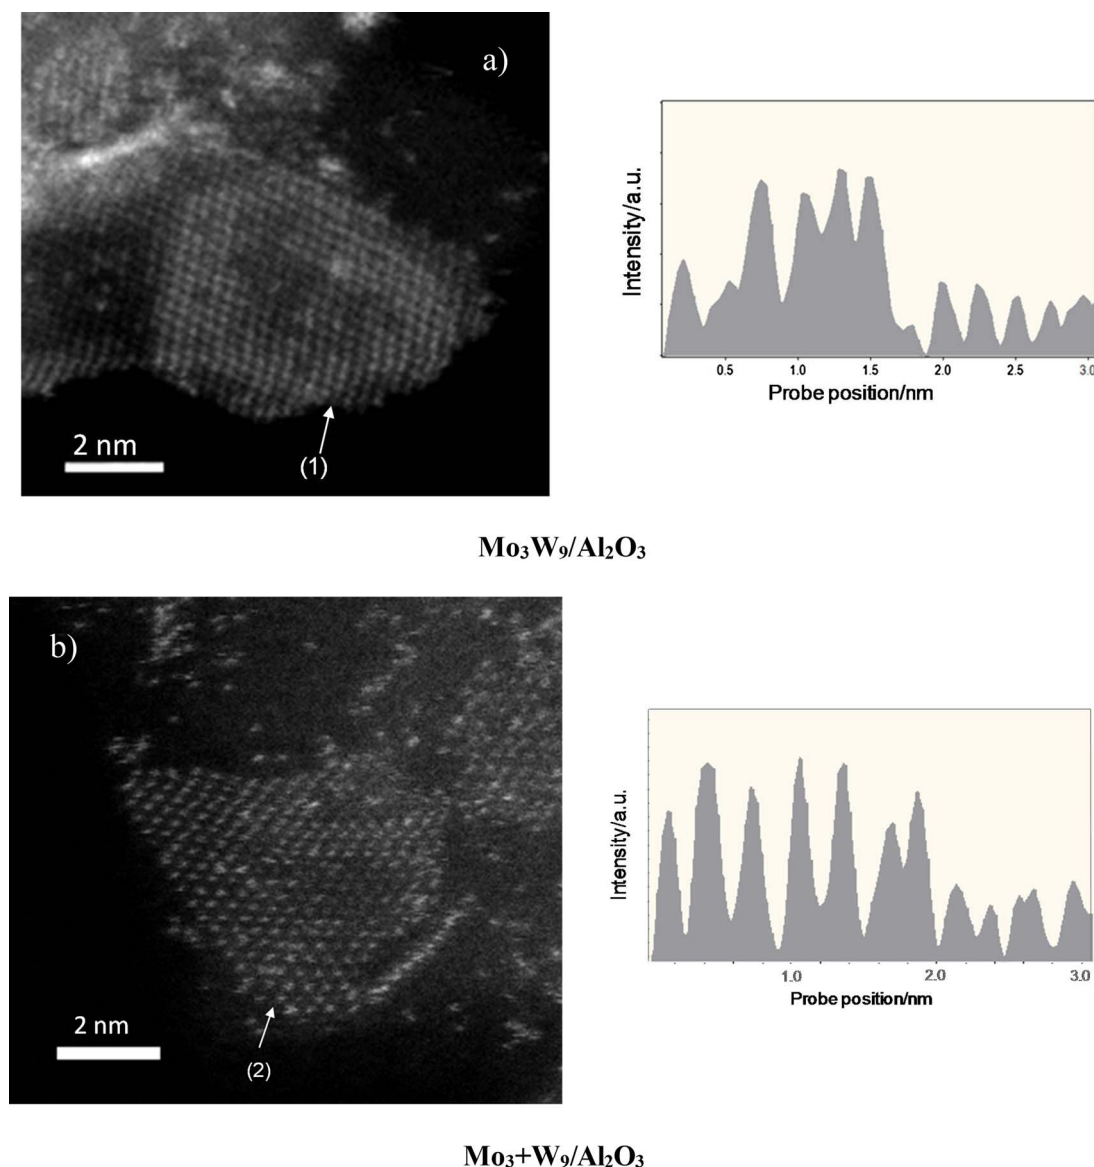 a)
2 nm
(1)
Intensity/a.u.
0.5 1.0 1.5 2.0 2.5 3.0
Probe position/nm
Mo₃W₉/Al₂O₃
b)
2 nm
(2)
Intensity/a.u.
1.0 2.0 3.0
Probe position/nm
Mo₃+W₉/Al₂O₃